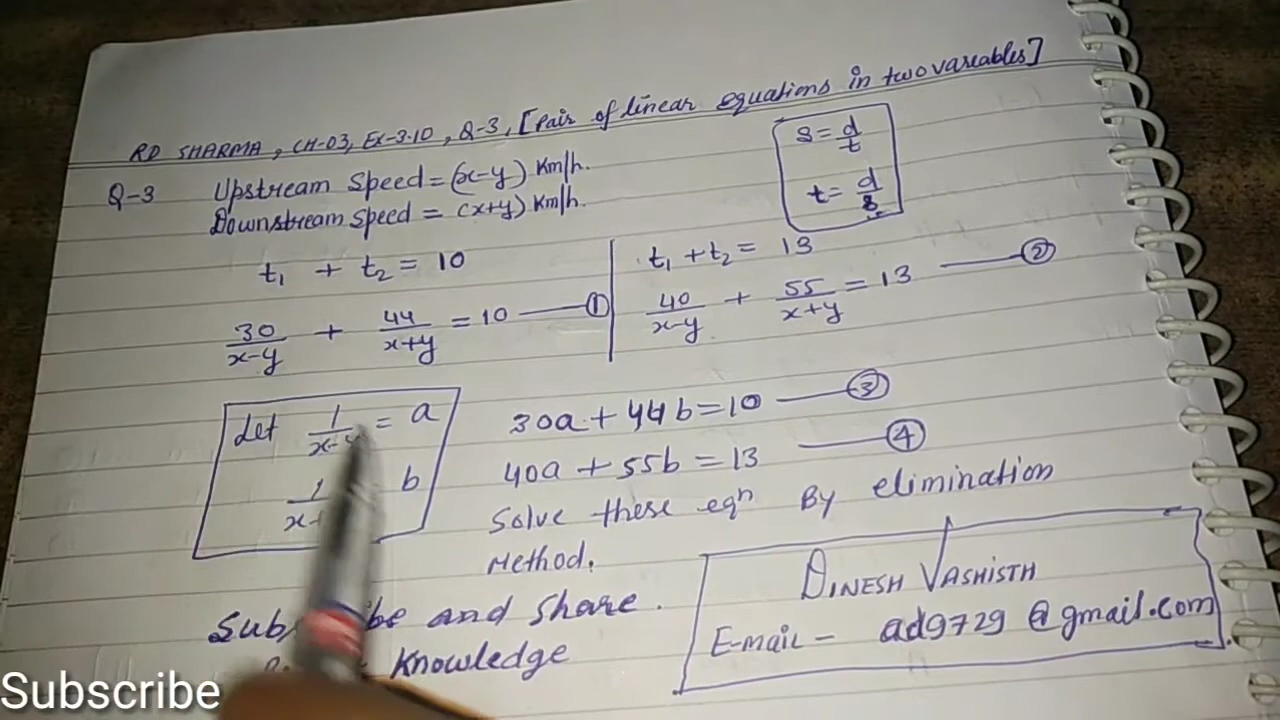 RD SHARMA, CH-03, Ex-3.10, Q-3, [Pair of linear equations in two variables]
Q-3 Upstream Speed = (x-y) Km/h.
Downstream speed = (x+y) Km/h.
s = d/t
t = d/s
t₁ + t₂ = 10
30/x-y + 44/x+y = 10 — ①
t₁ + t₂ = 13
40/x-y + 55/x+y = 13 — ②
Let 1/x-y = a
b
30a + 44b = 10 — ③
40a + 55b = 13 — ④
Solve these eqⁿ By elimination
Method.
and Share.
Knowledge
DINESH VASHISTH
E-mail - ad9729@gmail.com
Subscribe